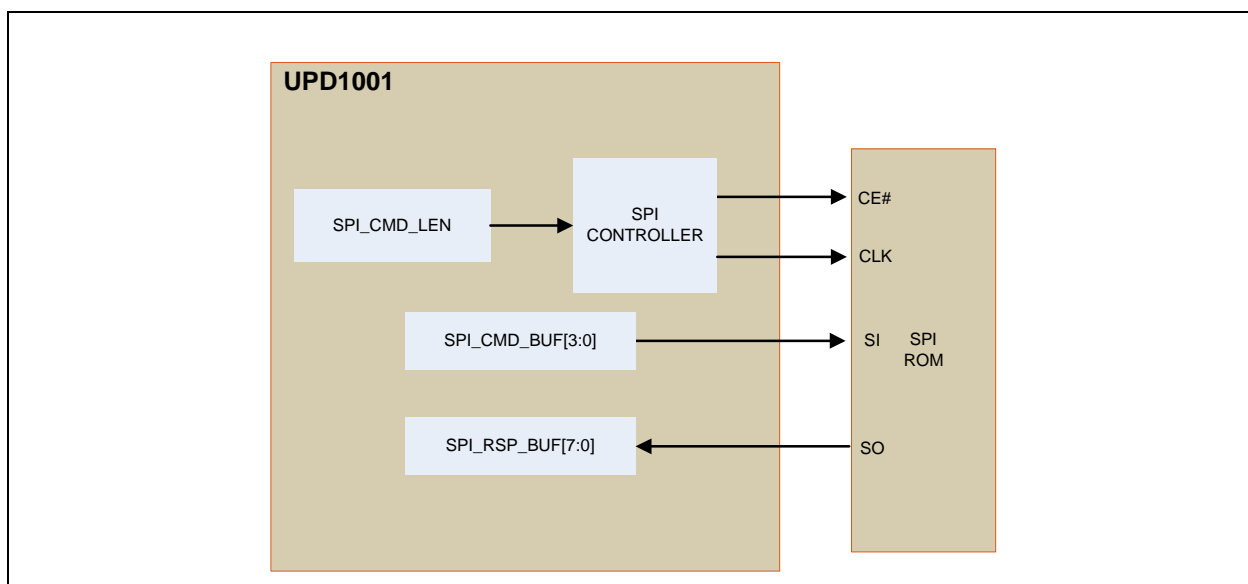 UPD1001
SPI_CMD_LEN
SPI
CONTROLLER
CE#
CLK
SPI_CMD_BUF[3:0]
SI
SPI
ROM
SPI_RSP_BUF[7:0]
SO